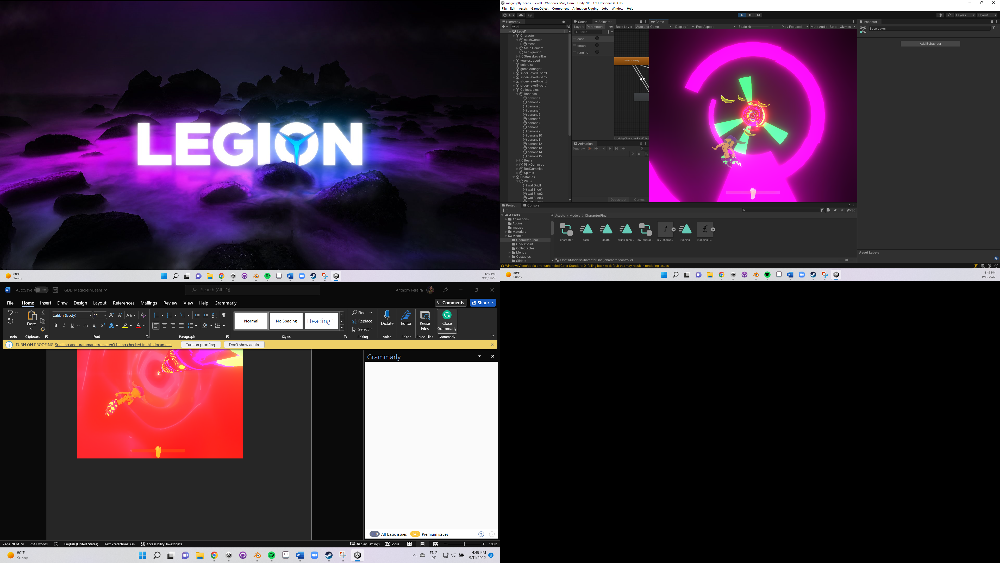 LEGION
80°F
Sunny
4:49 PM
9/11/2022
magic-jelly-beans - Level1 - Windows, Mac, Linux - Unity 2021.3.5f1 Personal <DX11>
File Edit Assets GameObject Component Animation Rigging Jobs Window Help
A
Layers Layout
Hierarchy
All
Level1
Character
meshCenter
mesh
Main Camera
background
StressLevelBar
you-escaped
colorList
gameManager
slider-level1-part1
slider-level1-part2
slider-level1-part3
slider-level1-part4
Collectables
Bananas
banana1
banana2
banana3
banana4
banana5
banana6
banana7
banana8
banana9
banana10
banana11
banana12
banana13
banana14
banana15
Bears
PinkGummies
RedGummies
Spirals
Obstacles
Walls
wallGrid1
wallSlice1
wallSlice2
wallSlice3
Scene Animator
Layers Parameters Base Layer Auto Liv
Name
dash
death
running
drunk_running
Models/CharacterFinal/cha
Animation
Preview 0
Dopesheet Curves
Game
Game Display 1 Free Aspect Scale 1x Play Focused Mute Audio Stats Gizmos
Inspector
Base Layer
Add Behaviour
Asset Labels
Project Console
30
Assets
Animations
Audios
Images
Materials
Models
CharacterFinal
Checkpoint
Collectables
Menus
Obstacles
Sliders
Assets > Models > CharacterFinal
character dash death drunk_runn... my_charac... my_charac... running Standing R...
Assets/Models/CharacterFinal/character.controller
WindowsVideoMedia error unhandled Color Standard: 0 falling back to default this may result in rendering issues
80°F
Sunny
4:49 PM
9/11/2022
AutoSave Off GDD_MagicJellyBeans Search (Alt+Q) Anthony Pereira
File Home Insert Draw Design Layout References Mailings Review View Help Grammarly Comments Share
Calibri (Body) 11
Paste
Normal No Spacing Heading 1
Find
Replace
Select
Dictate Editor Reuse Files Close Grammarly
Undo Clipboard Font Paragraph Styles Editing Voice Editor Reuse Files Grammarly
TURN ON PROOFING Spelling and grammar errors aren't being checked in this document. Turn on proofing Don't show again
Grammarly
118 All basic issues 343 Premium issues
Page 78 of 79 7547 words English (United States) Text Predictions: On Accessibility: Investigate Display Settings Focus 100%
80°F
Sunny
ENG
PT
4:49 PM
9/11/2022
3